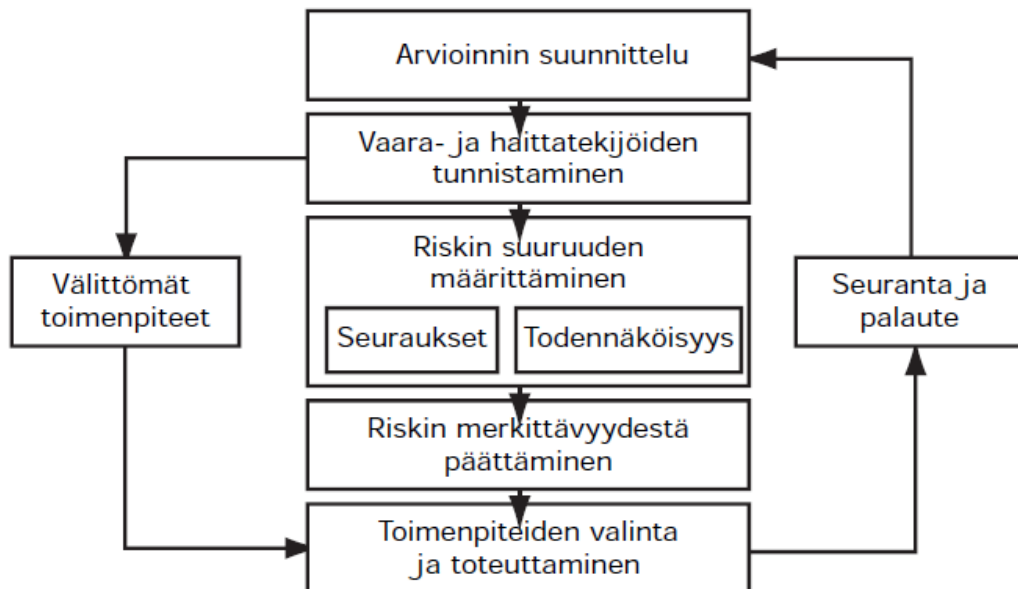 Arvioinnin suunnittelu
Vaara- ja haittatekijöiden
tunnistaminen
Riskin suuruuden
määrittäminen
Seuraukset
Todennäköisyys
Välittömät
toimenpiteet
Seuranta ja
palaute
Riskin merkittävyydestä
päättäminen
Toimenpiteiden valinta
ja toteuttaminen